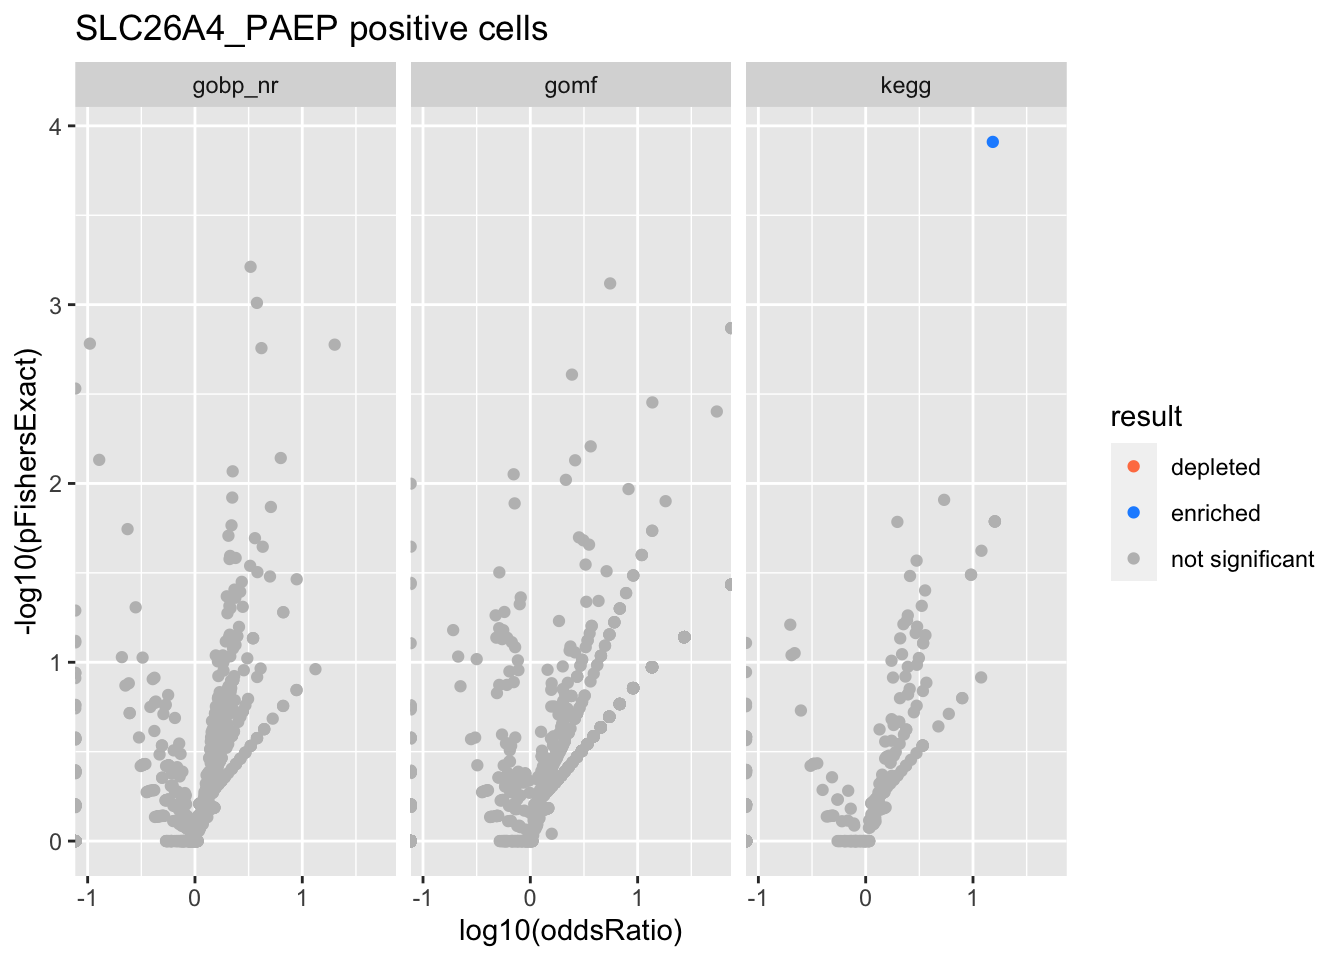 SLC26A4_PAEP positive cells
gobp_nr gomf kegg
4
3
2
1
0
-log10(pFishersExact)
-1 0 1 -1 0 1 -1 0 1
log10(oddsRatio)
result
depleted
enriched
not significant